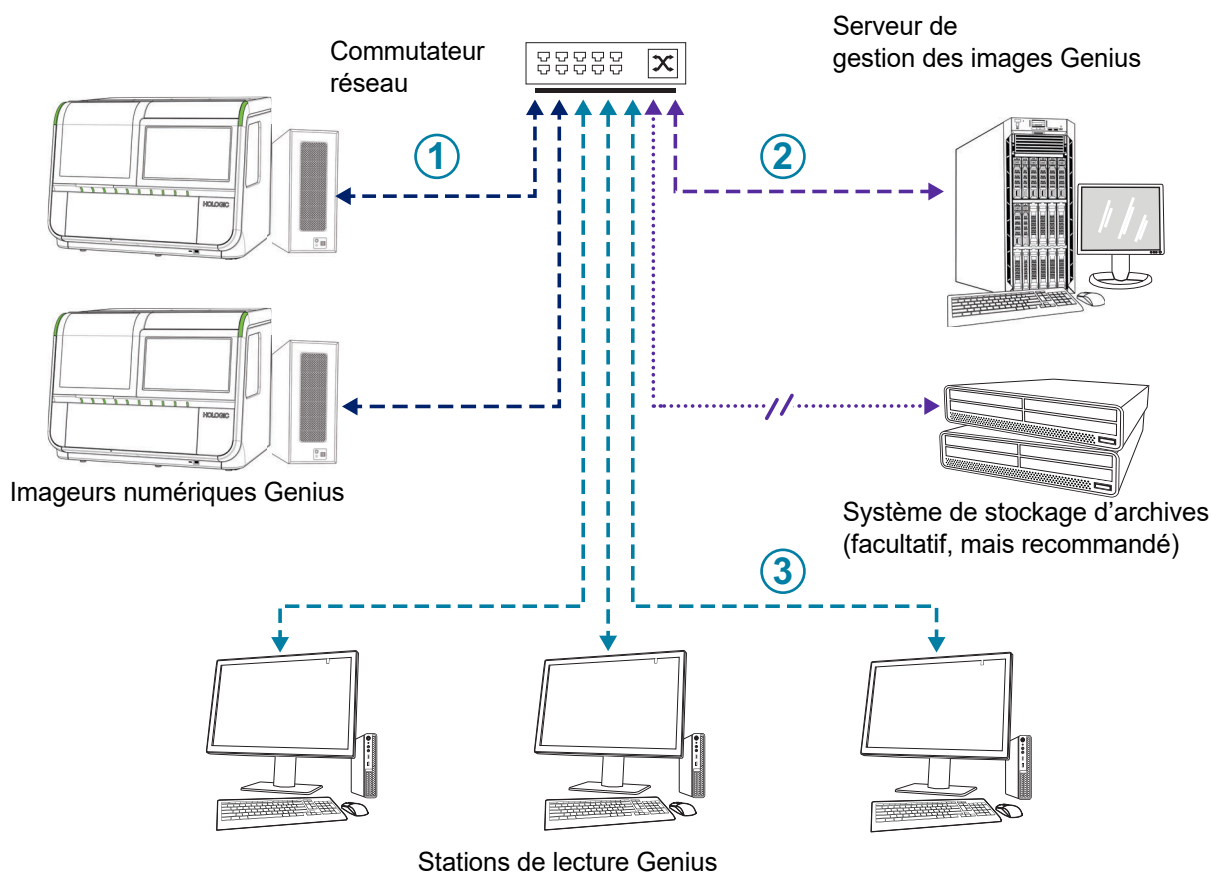 Commutateur
réseau
Serveur de
gestion des images Genius
1
2
HOLOGIC
HOLOGIC
Imageurs numériques Genius
Système de stockage d’archives
(facultatif, mais recommandé)
3
Stations de lecture Genius